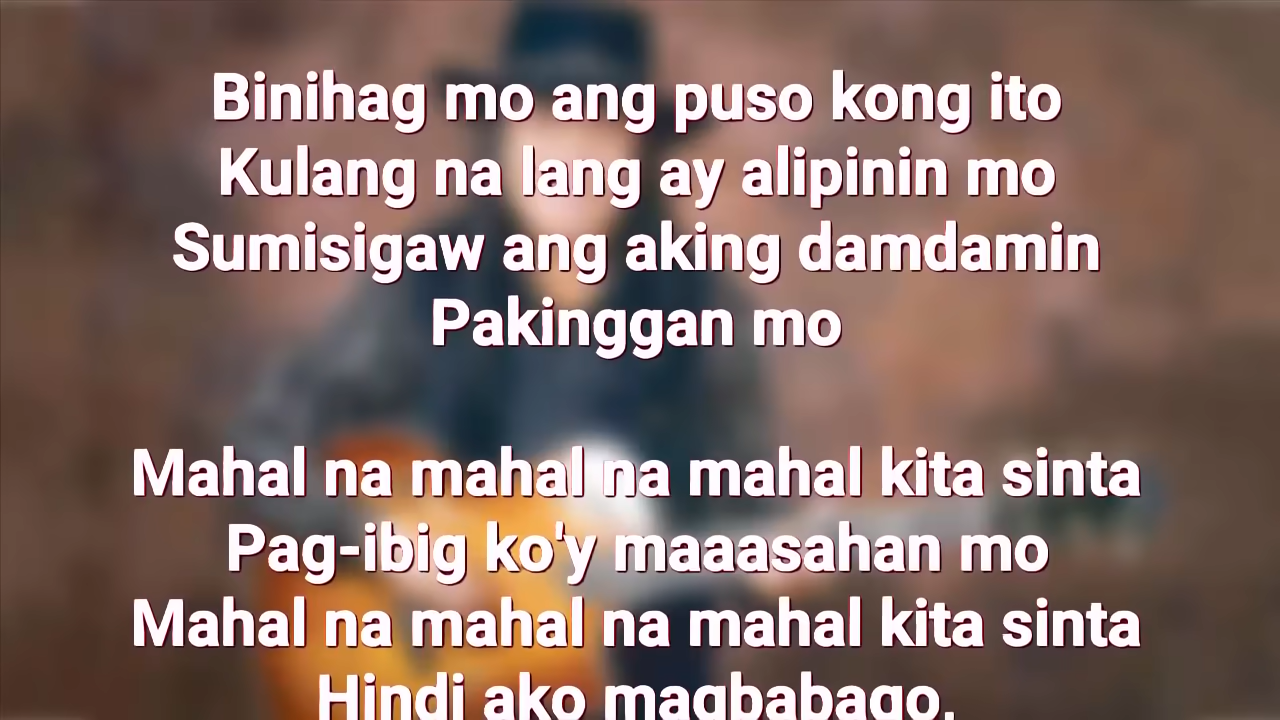 Binihag mo ang puso kong ito
Kulang na lang ay alipinin mo
Sumisigaw ang aking damdamin
Pakinggan mo
Mahal na mahal na mahal kita sinta
Pag-ibig ko'y maaasahan mo
Mahal na mahal na mahal kita sinta
Hindi ako magbabago,